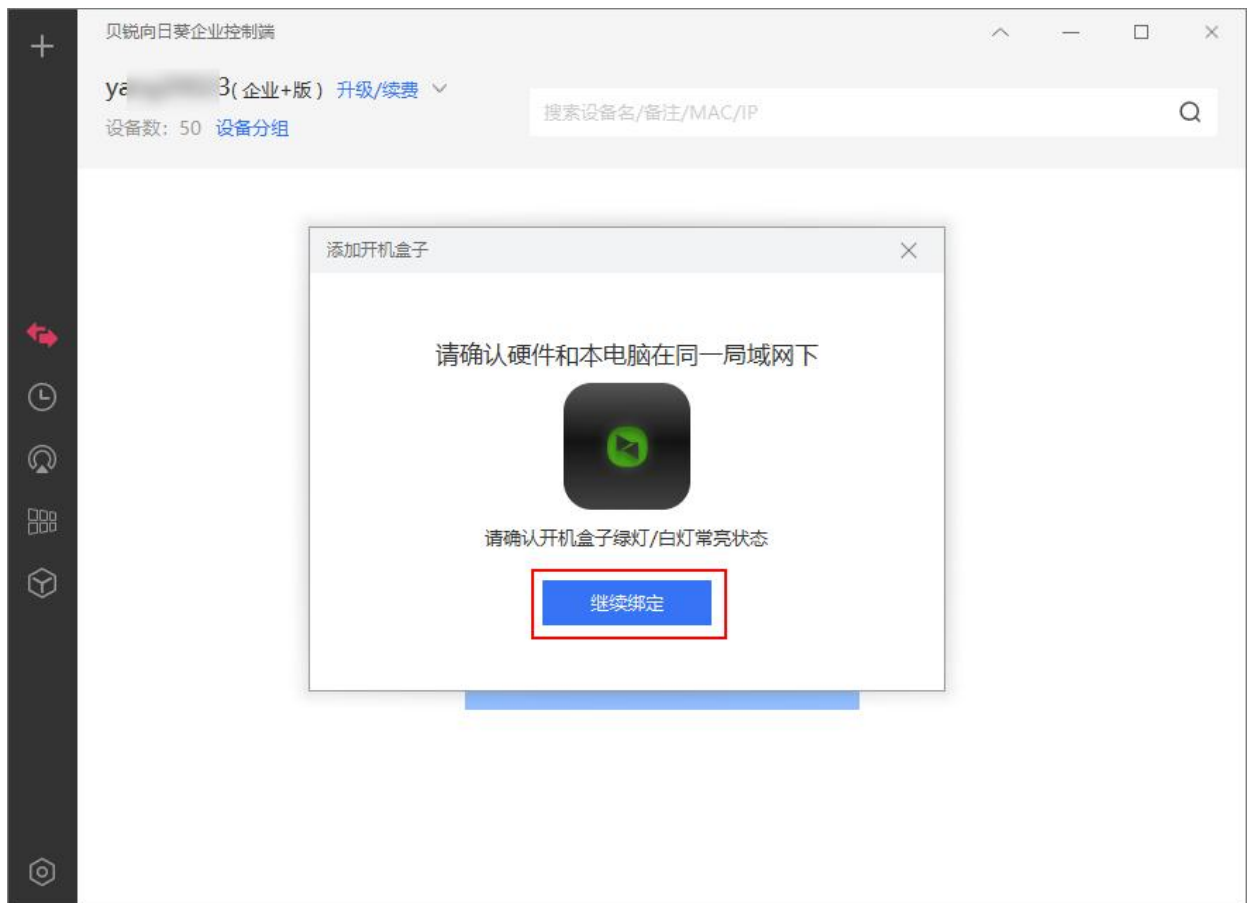 贝锐向日葵企业控制端
(企业+版) 升级/续费
设备数: 50 设备分组
搜索设备名/备注/MAC/IP
添加开机盒子
请确认硬件和本电脑在同一局域网下
请确认开机盒子绿灯/白灯常亮状态
继续绑定